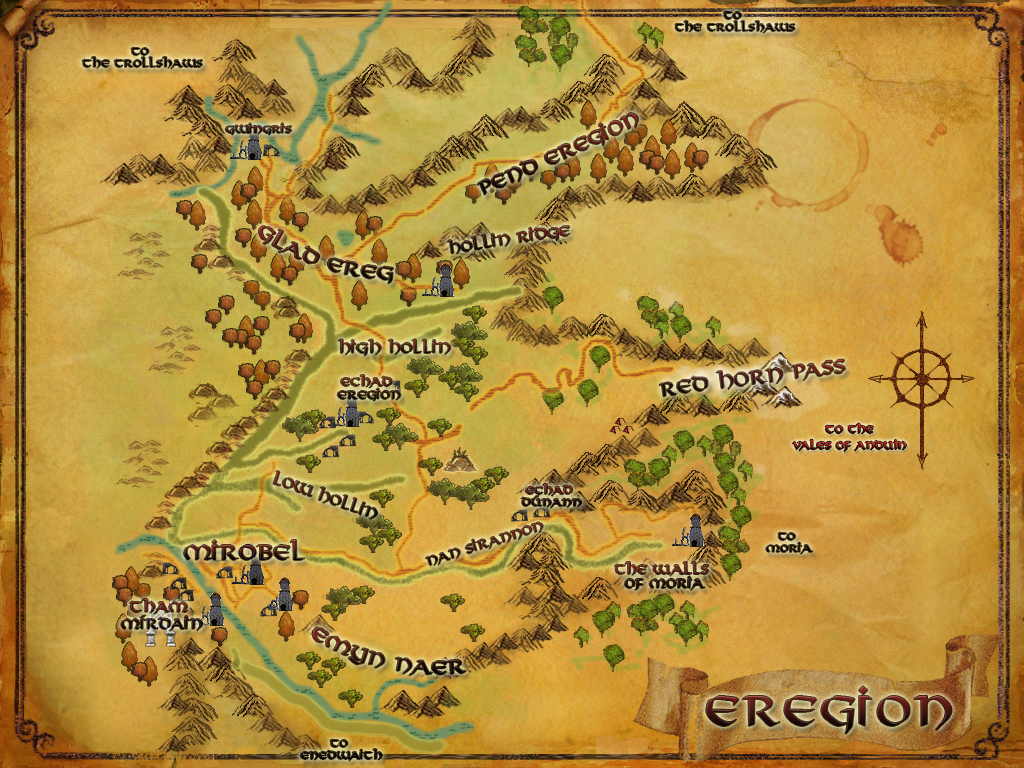 to
the trollshaws
to
the trollshaws
gwingris
pend eregion
glad ereg
hollin ridge
high hollin
echad
eregion
red horn pass
to the
vales of anduin
low hollin
echad
dúnann
nan sirannon
mirobel
to
moria
the walls
of moria
tham
mírdain
emyn naer
eregion
to
enedwaith